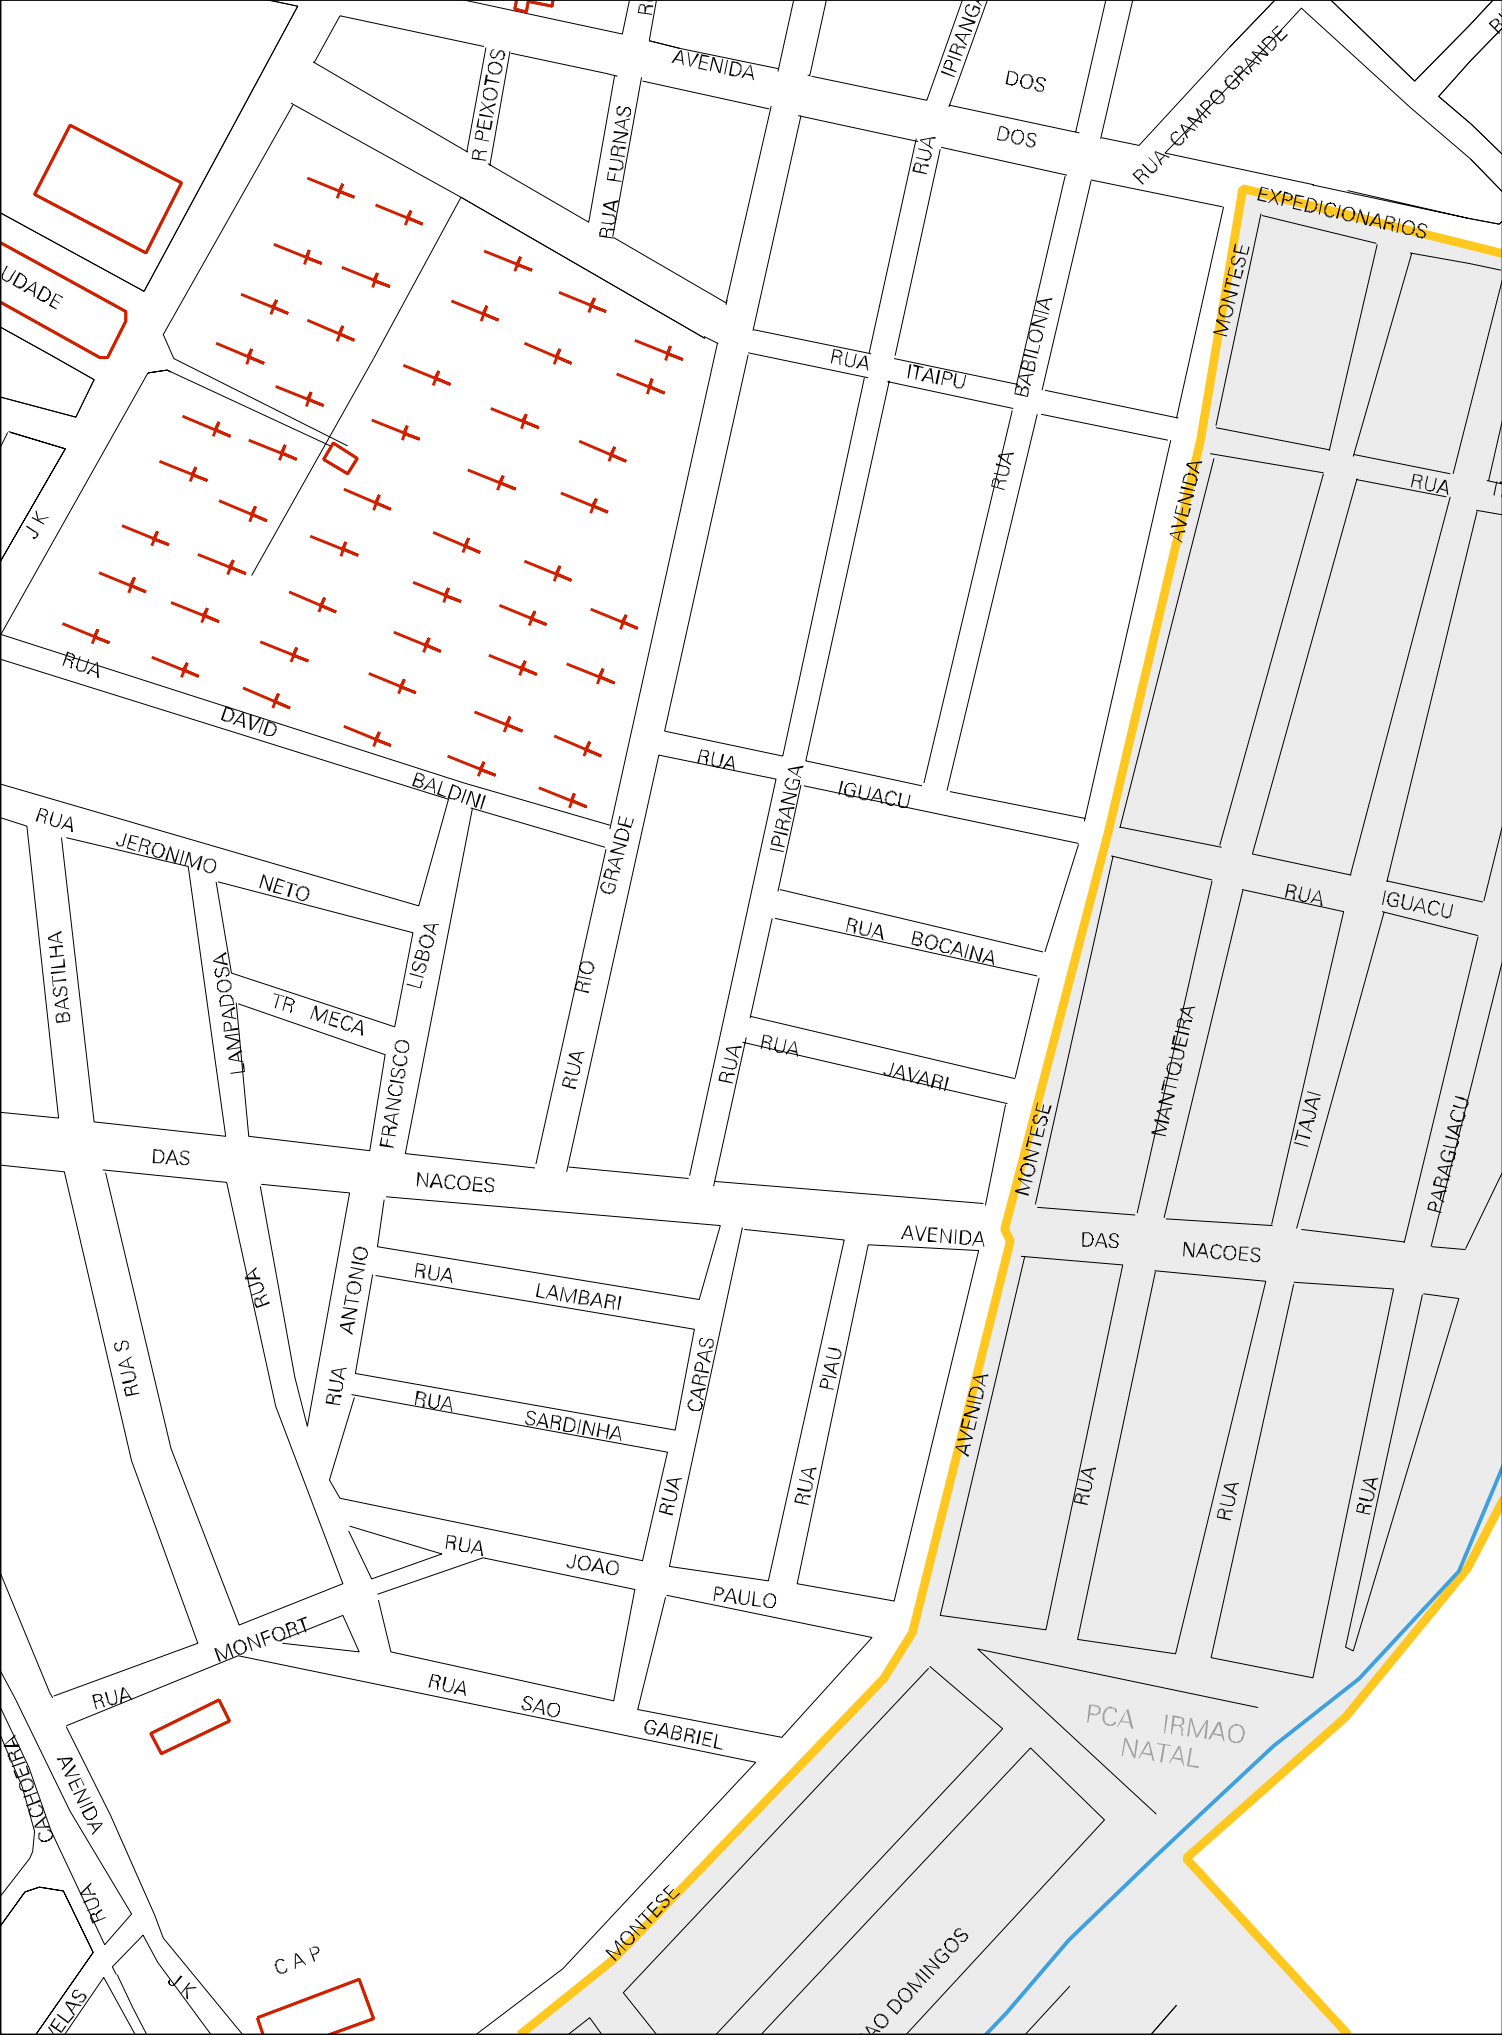 AVENIDA
DOS
IPIRANGA
RUA CAMPO GRANDE
R PEIXOTOS
RUA FURNAS
RUA
DOS
EXPEDICIONARIOS
MONTESE
UDADE
RUA
ITAIPU
BABILONIA
RUA
AVENIDA
RUA
J K
RUA
DAVID
BALDINI
RUA
IGUACU
IPIRANGA
RUA
JERONIMO
NETO
GRANDE
RUA
IGUACU
BASTILHA
LAMPADOSA
LISBOA
RUA BOCAINA
RIO
TR MECA
RUA
JAVARI
RUA
RUA
FRANCISCO
MANTIQUEIRA
ITAJAI
PARAGUACU
MONTESE
DAS
NACOES
AVENIDA
DAS
NACOES
RUA
LAMBARI
RUA
ANTONIO
RUA
RUA S
CARPAS
PIAU
AVENIDA
RUA
SARDINHA
RUA
RUA
RUA
RUA
RUA
RUA
JOAO
PAULO
MONFORT
RUA
RUA
SAO
GABRIEL
PCA IRMAO
NATAL
CACHOEIRA
AVENIDA
RUA
MONTESE
C A P
J K
VELAS
AO DOMINGOS